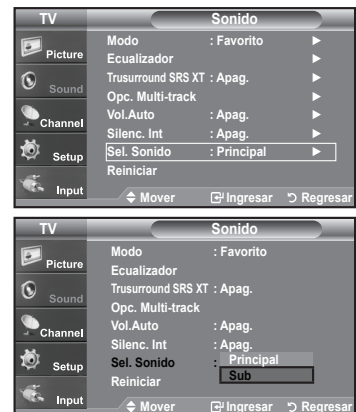 TV Sonido
Picture
Sound
Channel
Setup
Input
Modo : Favorito ►
Ecualizador ►
Trusurround SRS XT : Apag. ►
Opc. Multi-track ►
Vol.Auto : Apag. ►
Silenc. Int : Apag. ►
Sel. Sonido : Principal ►
Reiniciar
Mover Ingresar Regresar
TV Sonido
Picture
Sound
Channel
Setup
Input
Modo : Favorito
Ecualizador
Trusurround SRS XT : Apag.
Opc. Multi-track
Vol.Auto : Apag.
Silenc. Int : Apag.
Sel. Sonido : Principal
Sub
Reiniciar
Mover Ingresar Regresar